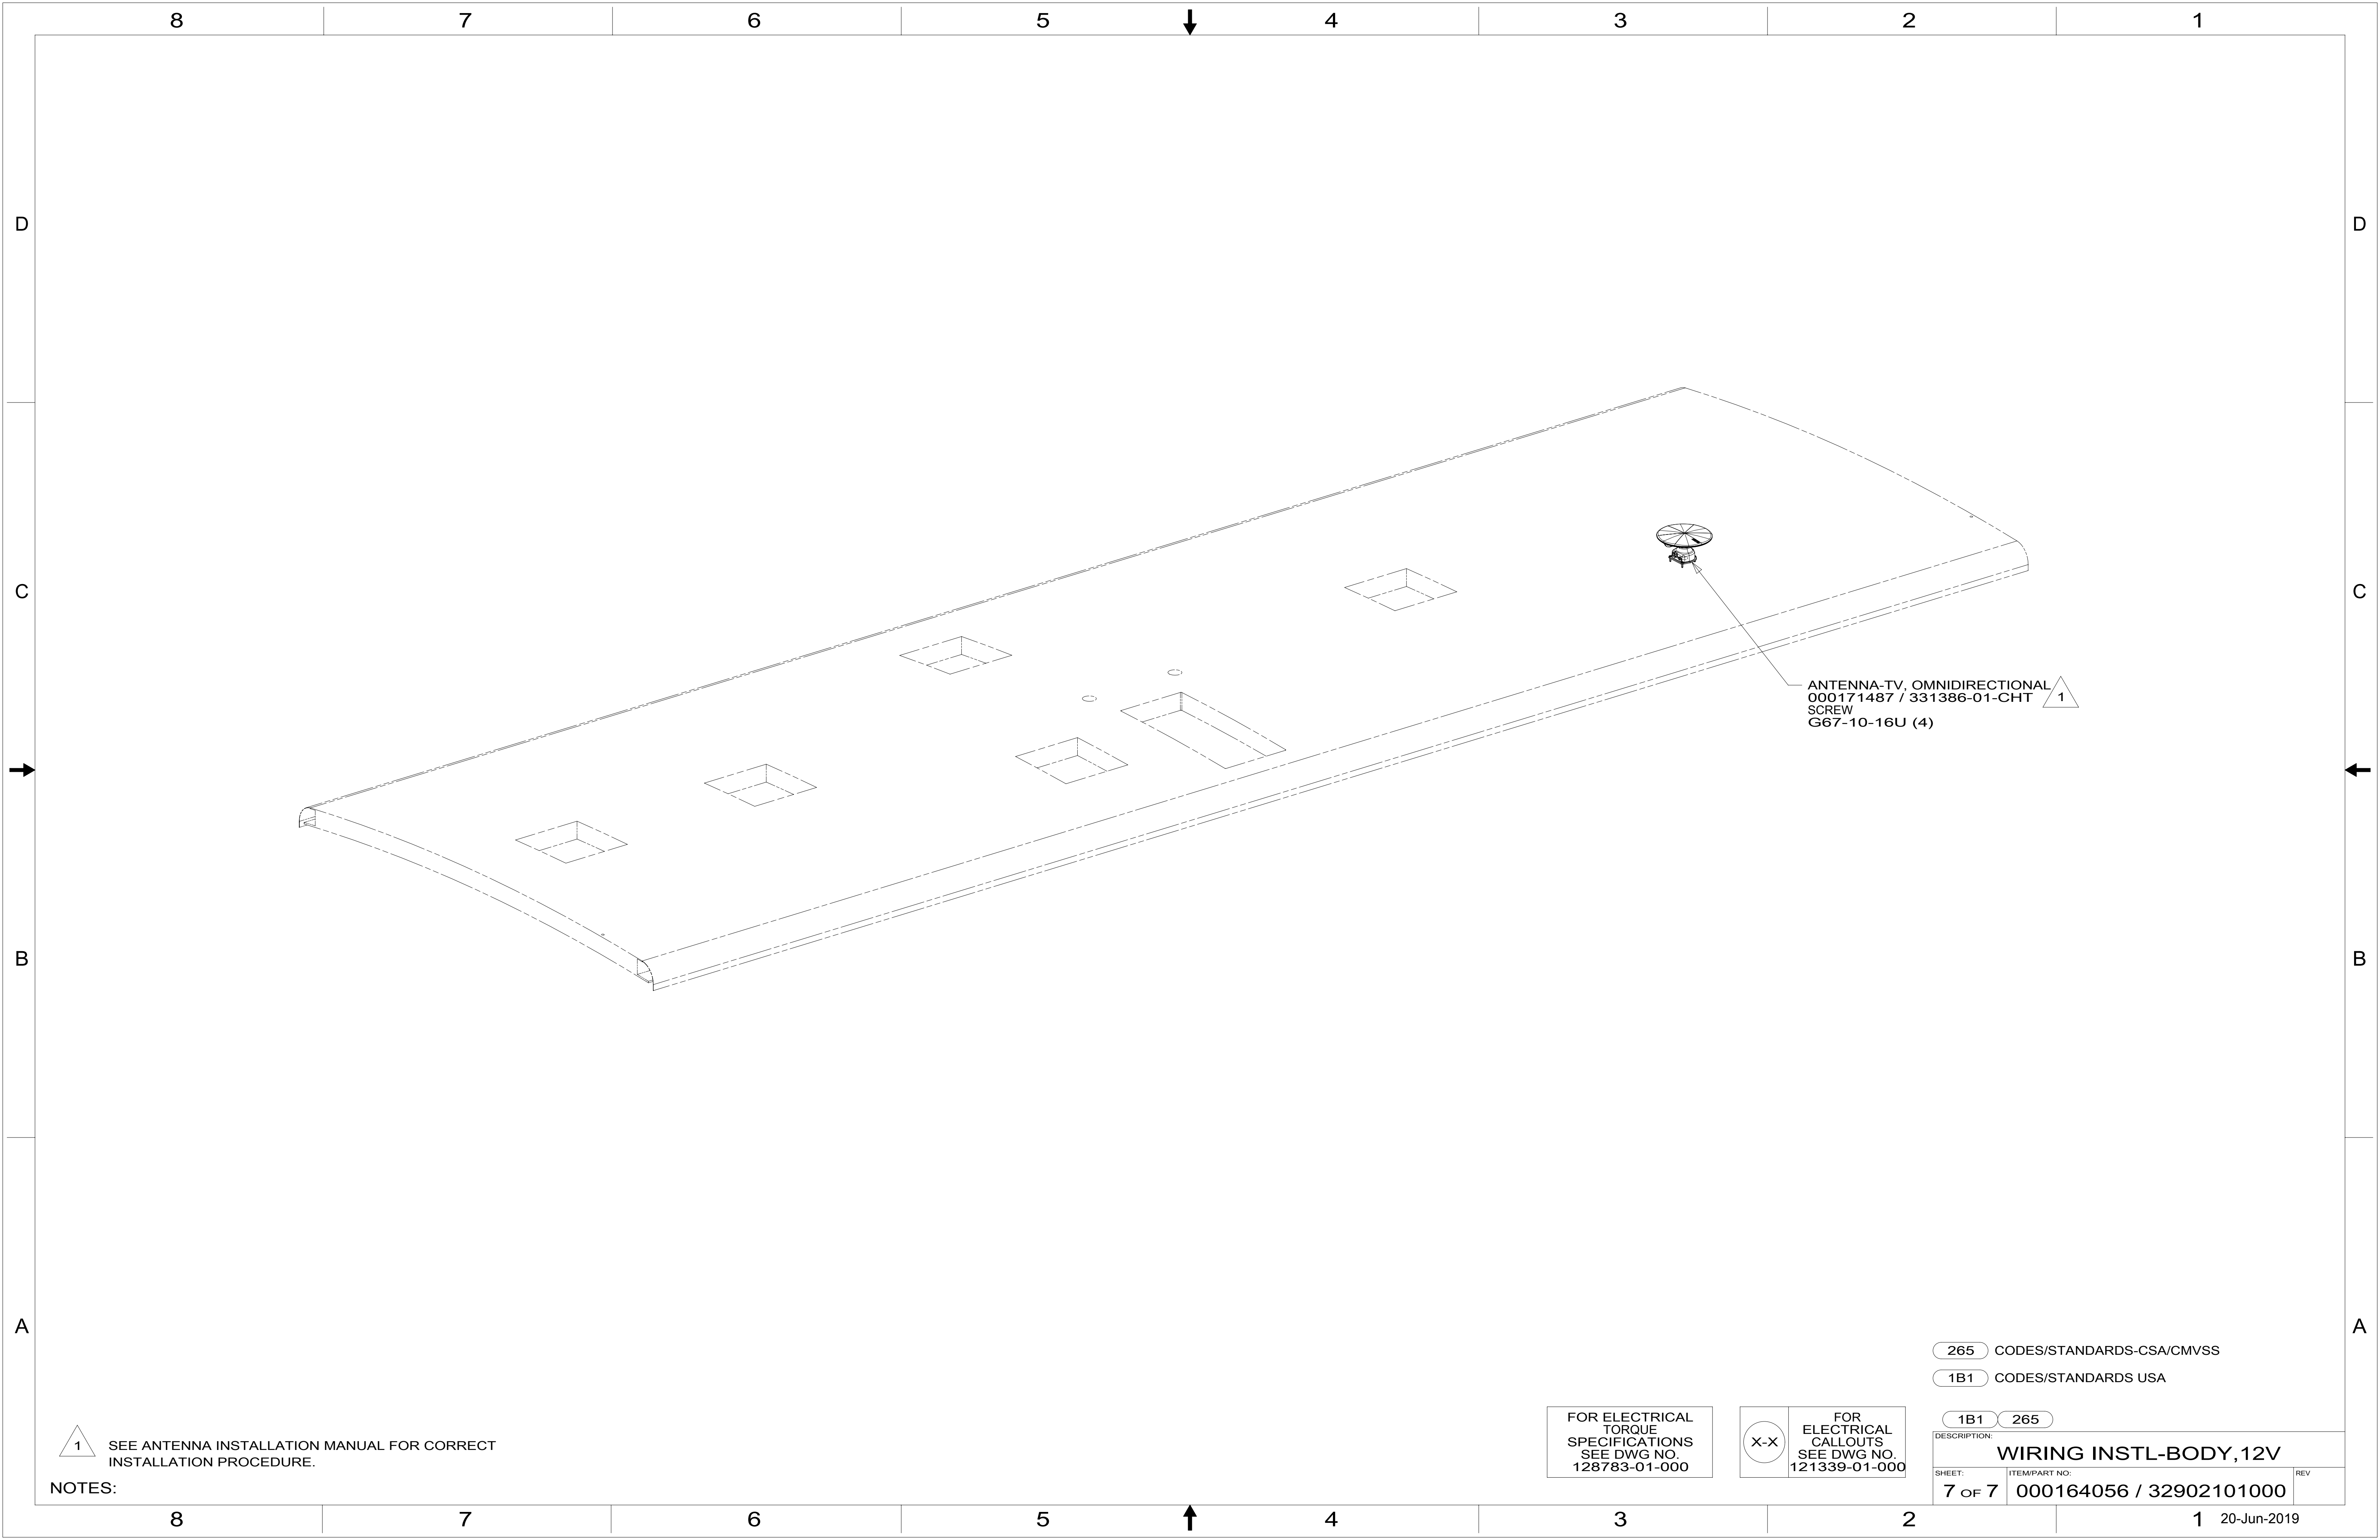 8 7 6 5 4 3 2 1
D D
C C
ANTENNA-TV, OMNIDIRECTIONAL
000171487 / 331386-01-CHT 1
SCREW
G67-10-16U (4)
B B
A A
265 CODES/STANDARDS-CSA/CMVSS
1B1 CODES/STANDARDS USA
1B1 265
FOR ELECTRICAL
TORQUE
SPECIFICATIONS
SEE DWG NO.
128783-01-000
X-X
FOR
ELECTRICAL
CALLOUTS
SEE DWG NO.
121339-01-000
DESCRIPTION:
WIRING INSTL-BODY,12V
SHEET:
7 OF 7
ITEM/PART NO:
000164056 / 32902101000
REV
1 SEE ANTENNA INSTALLATION MANUAL FOR CORRECT
INSTALLATION PROCEDURE.
NOTES:
8 7 6 5 4 3 2 1
20-Jun-2019